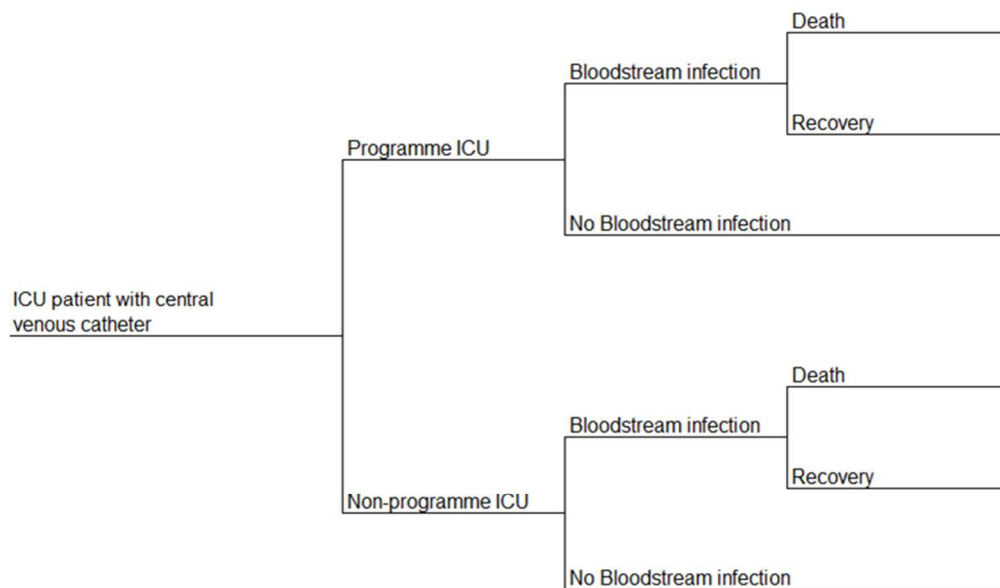 Death
Bloodstream infection
Recovery
Programme ICU
No Bloodstream infection
ICU patient with central
venous catheter
Death
Bloodstream infection
Recovery
Non-programme ICU
No Bloodstream infection